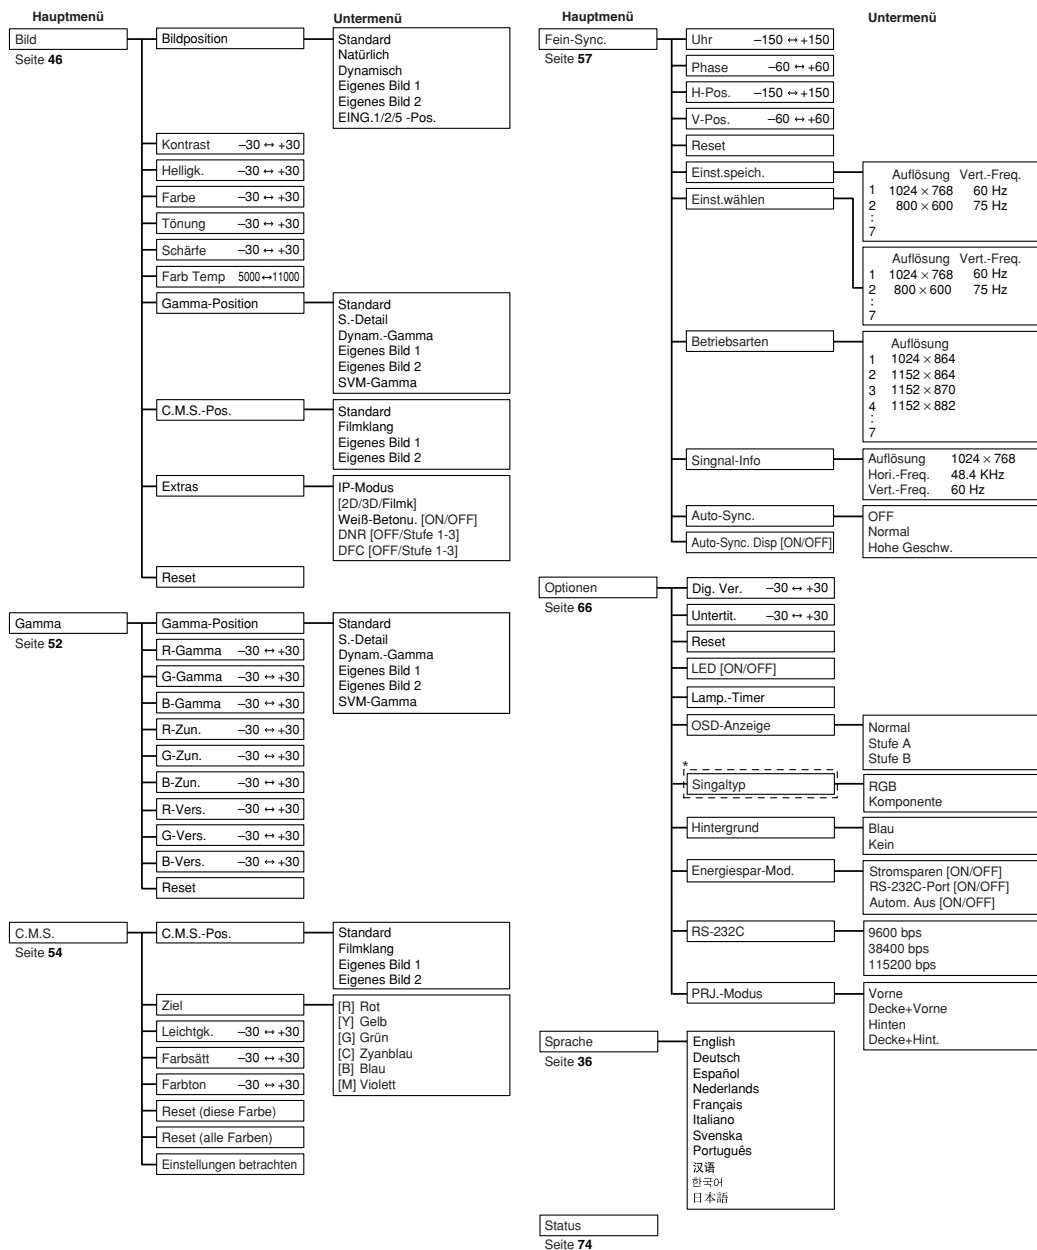 Hauptmenü
Untermenü
Bild
Seite 46
Bildposition
Standard
Natürlich
Dynamisch
Eigenes Bild 1
Eigenes Bild 2
EING.1/2/5 -Pos.
Kontrast –30 ↔ +30
Helligk. –30 ↔ +30
Farbe –30 ↔ +30
Tönung –30 ↔ +30
Schärfe –30 ↔ +30
Farb Temp 5000↔11000
Gamma-Position
Standard
S.-Detail
Dynam.-Gamma
Eigenes Bild 1
Eigenes Bild 2
SVM-Gamma
C.M.S.-Pos.
Standard
Filmklang
Eigenes Bild 1
Eigenes Bild 2
Extras
IP-Modus
[2D/3D/Filmk]
Weiß-Betonu. [ON/OFF]
DNR [OFF/Stufe 1-3]
DFC [OFF/Stufe 1-3]
Reset
Gamma
Seite 52
Gamma-Position
Standard
S.-Detail
Dynam.-Gamma
Eigenes Bild 1
Eigenes Bild 2
SVM-Gamma
R-Gamma –30 ↔ +30
G-Gamma –30 ↔ +30
B-Gamma –30 ↔ +30
R-Zun. –30 ↔ +30
G-Zun. –30 ↔ +30
B-Zun. –30 ↔ +30
R-Vers. –30 ↔ +30
G-Vers. –30 ↔ +30
B-Vers. –30 ↔ +30
Reset
C.M.S.
Seite 54
C.M.S.-Pos.
Standard
Filmklang
Eigenes Bild 1
Eigenes Bild 2
Ziel
[R] Rot
[Y] Gelb
[G] Grün
[C] Zyanblau
[B] Blau
[M] Violett
Leichtgk. –30 ↔ +30
Farbsätt –30 ↔ +30
Farbton –30 ↔ +30
Reset (diese Farbe)
Reset (alle Farben)
Einstellungen betrachten
Hauptmenü
Untermenü
Fein-Sync.
Seite 57
Uhr –150 ↔ +150
Phase –60 ↔ +60
H-Pos. –150 ↔ +150
V-Pos. –60 ↔ +60
Reset
Einst.speich.
Auflösung Vert.-Freq.
1 1024 × 768 60 Hz
2 800 × 600 75 Hz
:
7
Einst.wählen
Auflösung Vert.-Freq.
1 1024 × 768 60 Hz
2 800 × 600 75 Hz
:
7
Betriebsarten
Auflösung
1 1024 × 864
2 1152 × 864
3 1152 × 870
4 1152 × 882
:
7
Singnal-Info
Auflösung 1024 × 768
Hori.-Freq. 48.4 KHz
Vert.-Freq. 60 Hz
Auto-Sync.
OFF
Normal
Hohe Geschw.
Auto-Sync. Disp [ON/OFF]
Optionen
Seite 66
Dig. Ver. –30 ↔ +30
Untertit. –30 ↔ +30
Reset
LED [ON/OFF]
Lamp.-Timer
OSD-Anzeige
Normal
Stufe A
Stufe B
*
Singaltyp
RGB
Komponente
Hintergrund
Blau
Kein
Energiespar-Mod.
Stromsparen [ON/OFF]
RS-232C-Port [ON/OFF]
Autom. Aus [ON/OFF]
RS-232C
9600 bps
38400 bps
115200 bps
PRJ.-Modus
Vorne
Decke+Vorne
Hinten
Decke+Hint.
Sprache
Seite 36
English
Deutsch
Español
Nederlands
Français
Italiano
Svenska
Português
汉语
한국어
日本語
Status
Seite 74